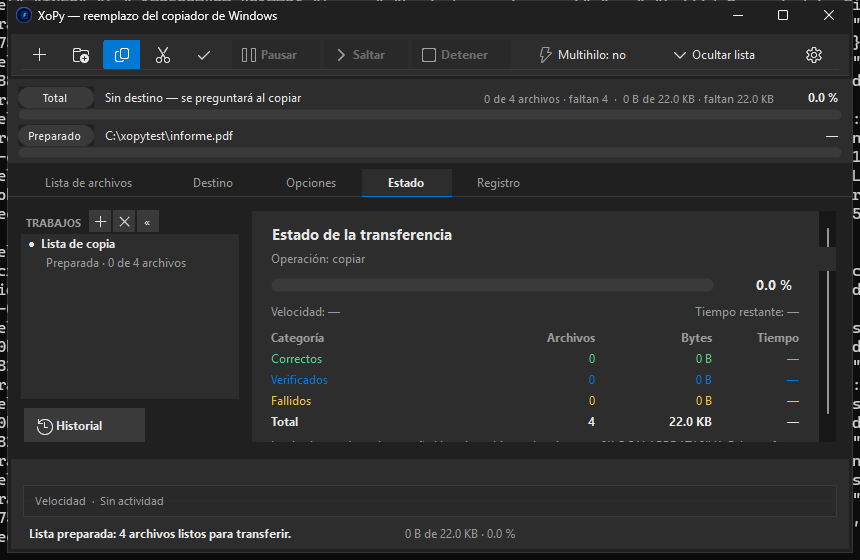 XoPy — reemplazo del copiador de Windows
Pausar Saltar Detener Multihilo: no Ocultar lista
Total Sin destino — se preguntará al copiar 0 de 4 archivos · faltan 4 · 0 B de 22.0 KB · faltan 22.0 KB 0.0 %
Preparado C:\xopytest\informe.pdf —
Lista de archivos Destino Opciones Estado Registro
TRABAJOS + × «
• Lista de copia
Preparada · 0 de 4 archivos
Historial
Estado de la transferencia
Operación: copiar
0.0 %
Velocidad: — Tiempo restante: —
Categoría Archivos Bytes Tiempo
Correctos 0 0 B —
Verificados 0 0 B —
Fallidos 0 0 B —
Total 4 22.0 KB —
Velocidad · Sin actividad
Lista preparada: 4 archivos listos para transferir. 0 B de 22.0 KB · 0.0 %